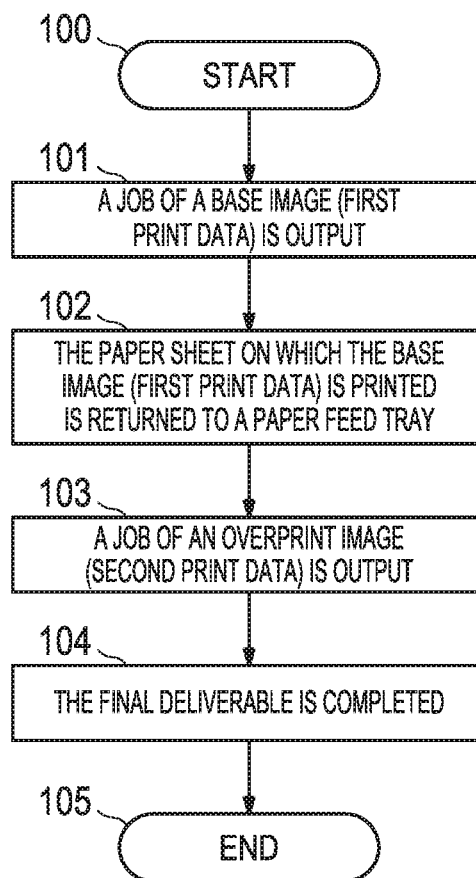 100
START
101
A JOB OF A BASE IMAGE (FIRST
PRINT DATA) IS OUTPUT
102
THE PAPER SHEET ON WHICH THE BASE
IMAGE (FIRST PRINT DATA) IS PRINTED
IS RETURNED TO A PAPER FEED TRAY
103
A JOB OF AN OVERPRINT IMAGE
(SECOND PRINT DATA) IS OUTPUT
104
THE FINAL DELIVERABLE IS COMPLETED
105
END